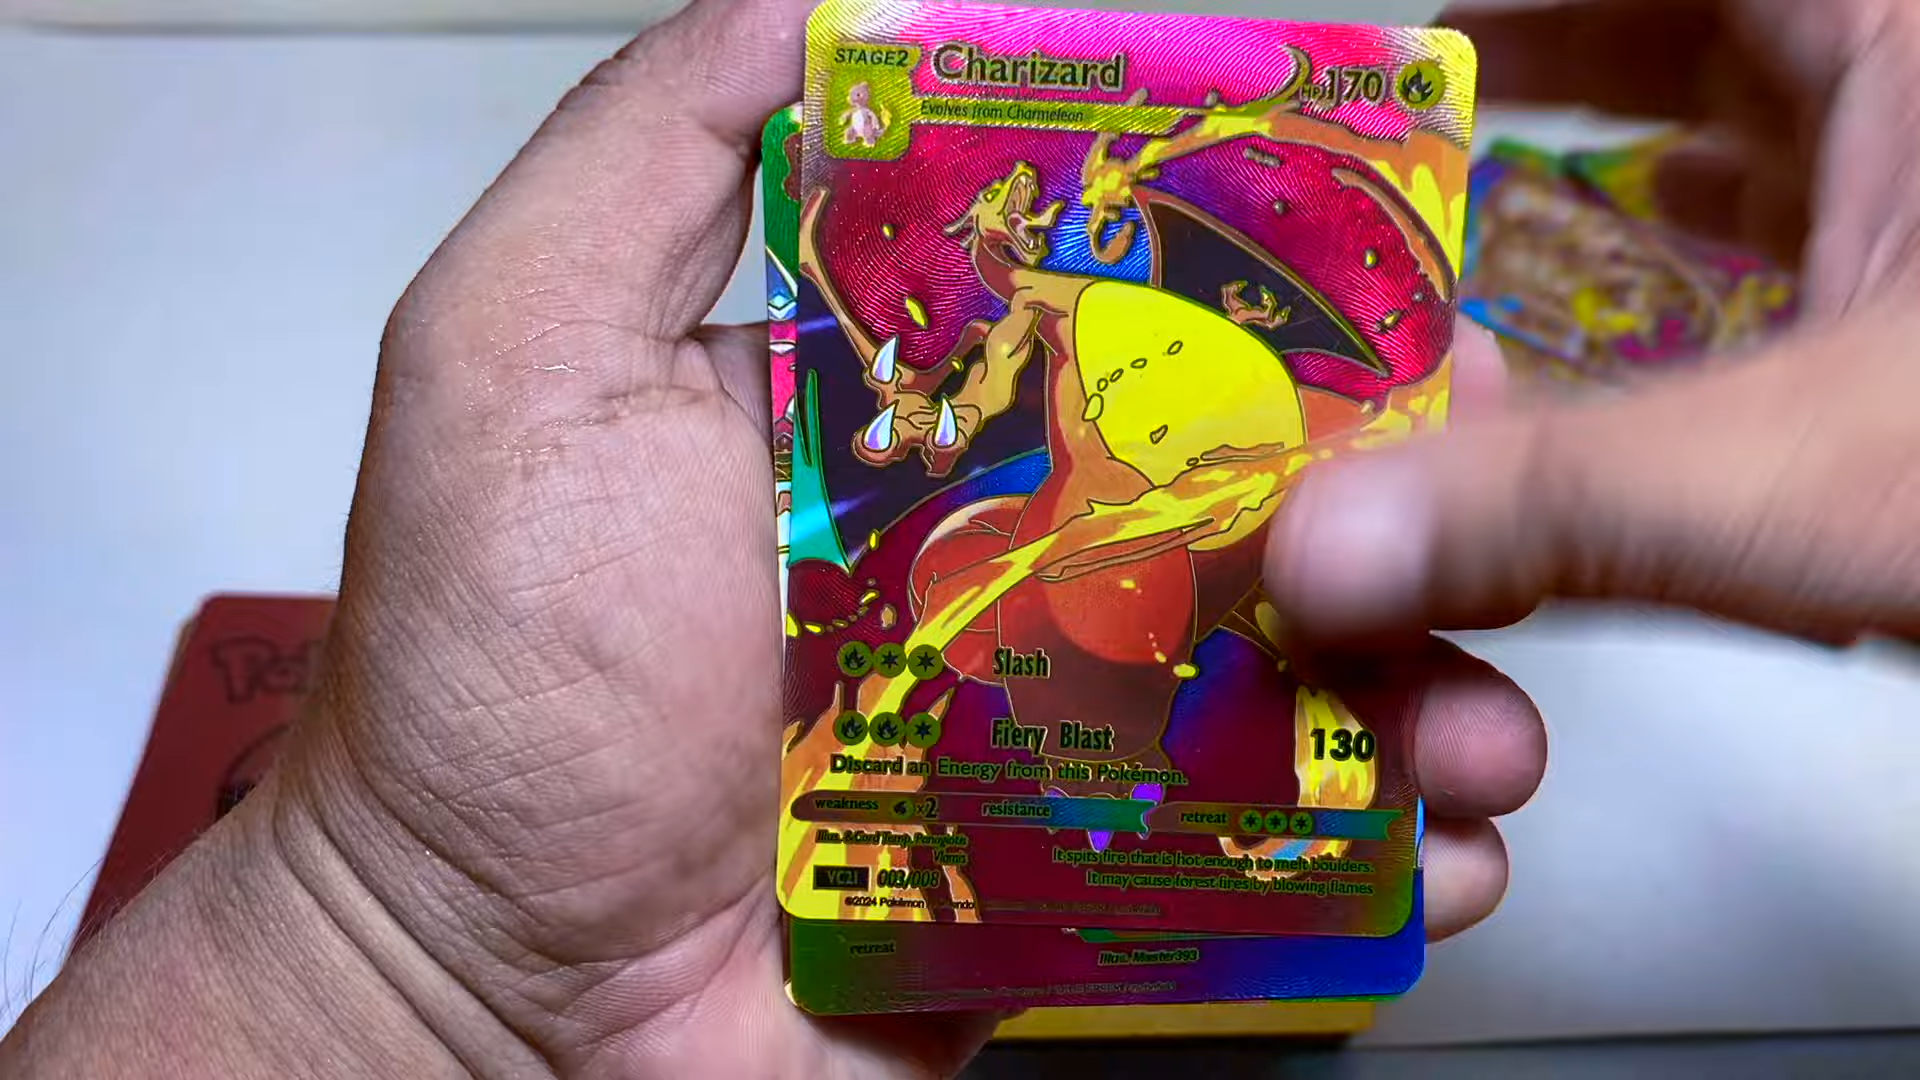 STAGE2 Charizard HP170
Evolves from Charmeleon
Slash
Fiery Blast 130
Discard an Energy from this Pokémon.
weakness x2 resistance retreat
Illus. & Card Temp. Panagiotis
Vlamis
It spits fire that is hot enough to melt boulders.
It may cause forest fires by blowing flames
VC21 003/008
©2024 Pokémon
retreat
Illus. Master393